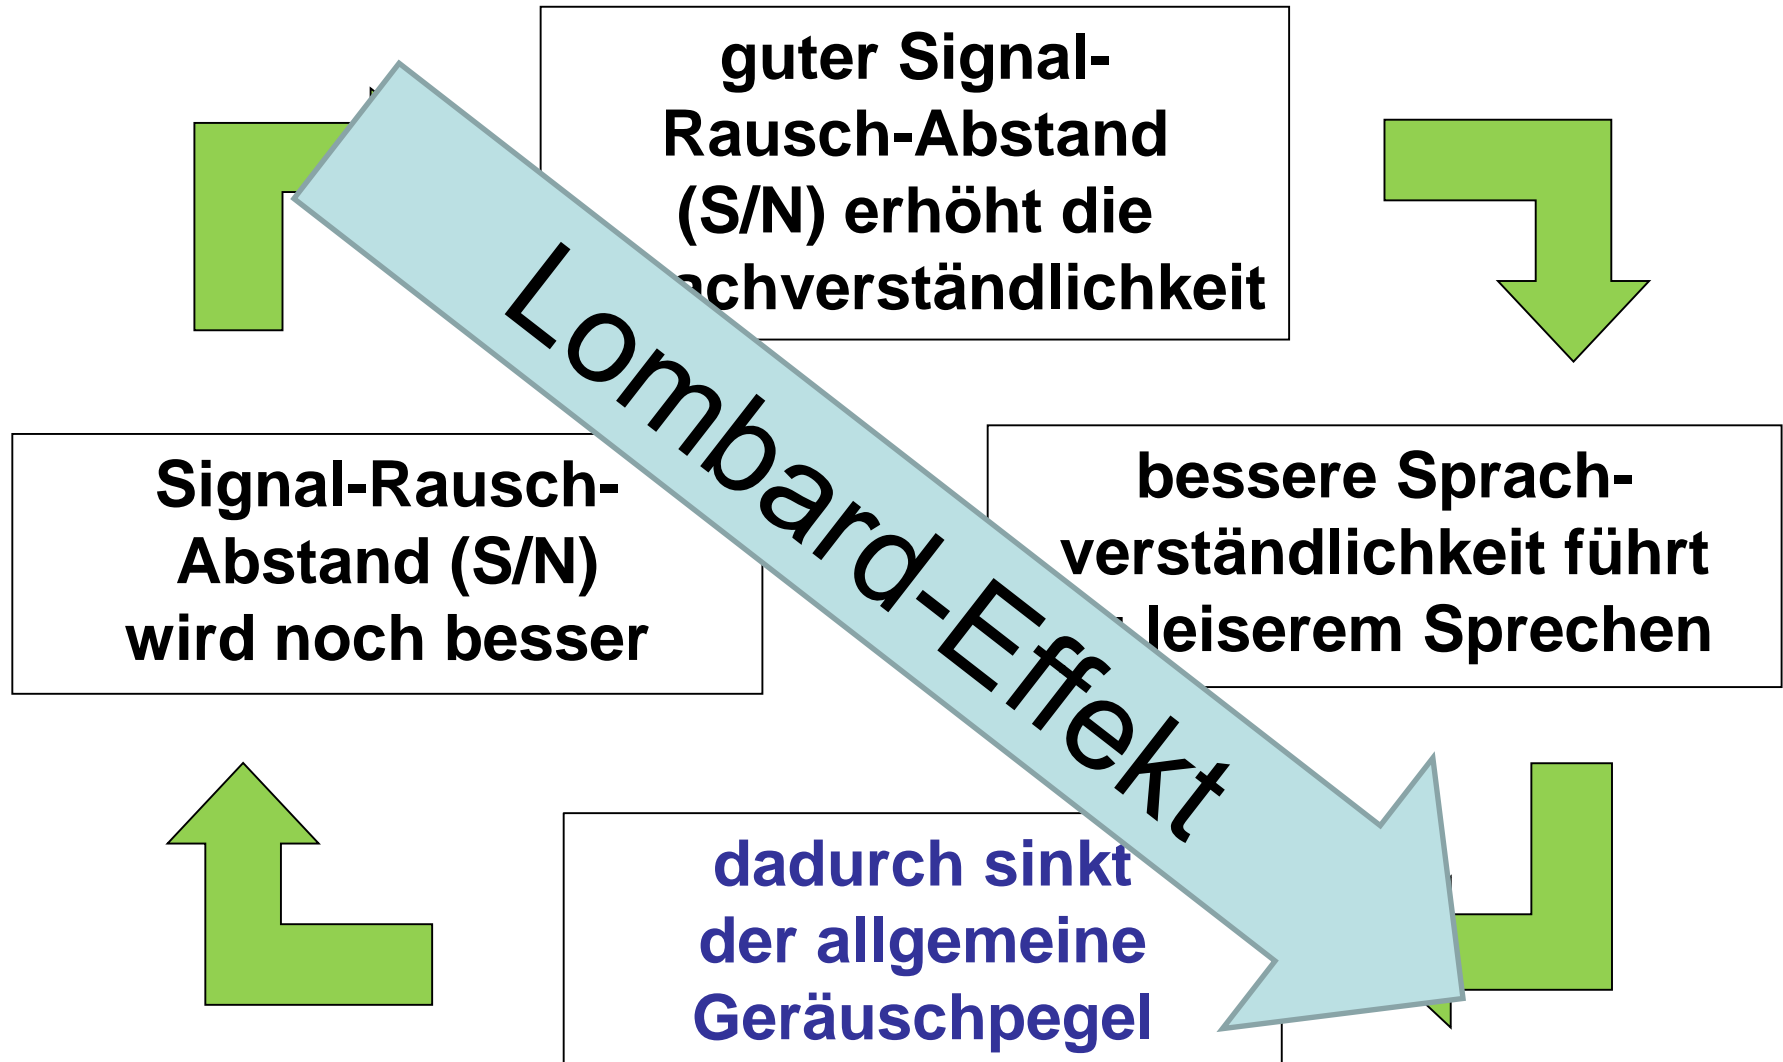 guter Signal-
Rausch-Abstand
(S/N) erhöht die
achverständlichkeit
Lombard-Effekt
bessere Sprach-
verständlichkeit führt
leiserem Sprechen
dadurch sinkt
der allgemeine
Geräuschpegel
Signal-Rausch-
Abstand (S/N)
wird noch besser